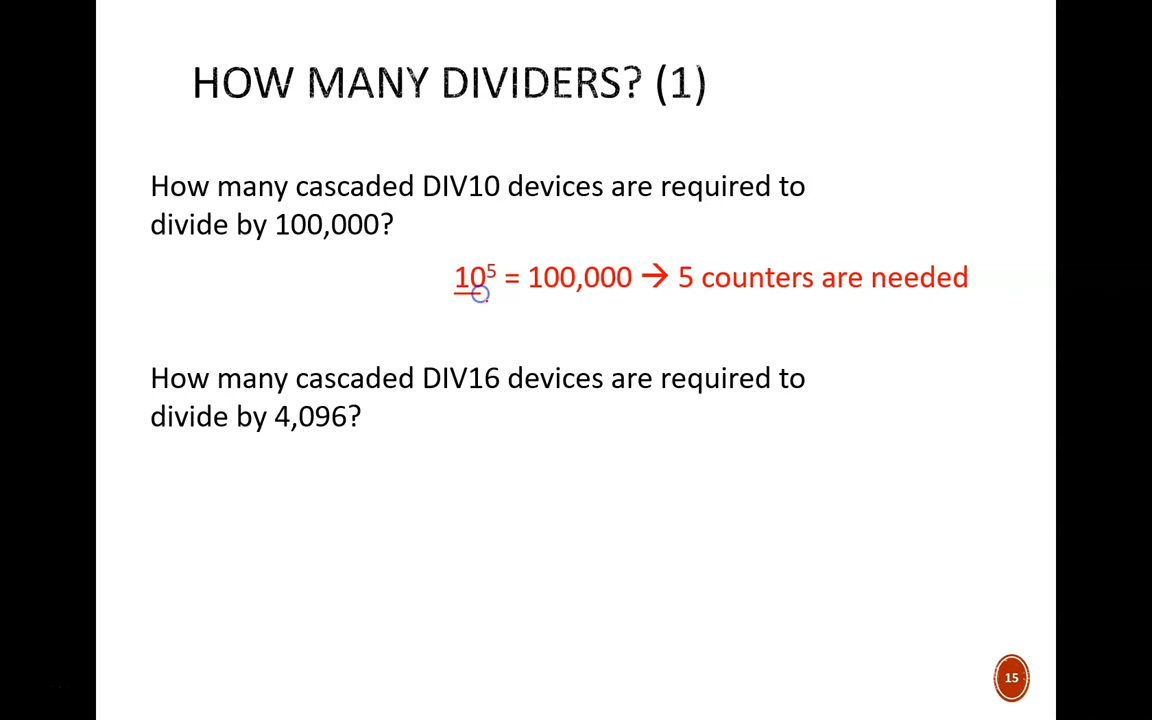 HOW MANY DIVIDERS? (1)
How many cascaded DIV10 devices are required to
divide by 100,000?
10⁵ = 100,000 → 5 counters are needed
How many cascaded DIV16 devices are required to
divide by 4,096?
15